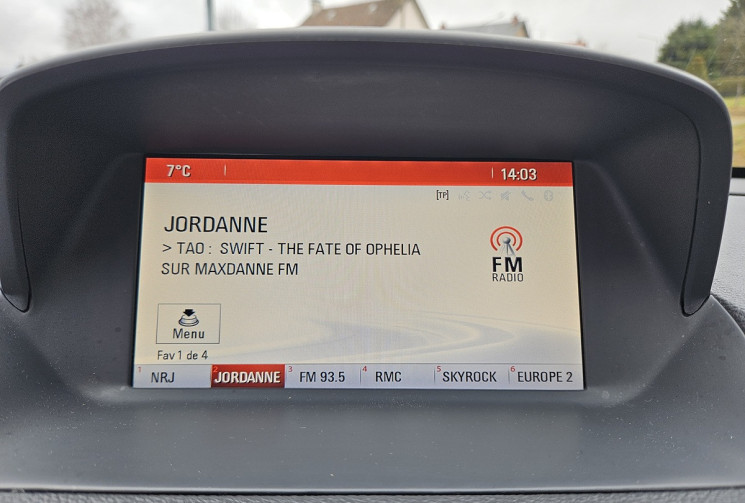 7°C
14:03
[TP]
JORDANNE
> TAO : SWIFT - THE FATE OF OPHELIA
SUR MAXDANNE FM
FM
RADIO
Menu
Fav 1 de 4
1 NRJ 2 JORDANNE 3 FM 93.5 4 RMC 5 SKYROCK 6 EUROPE 2